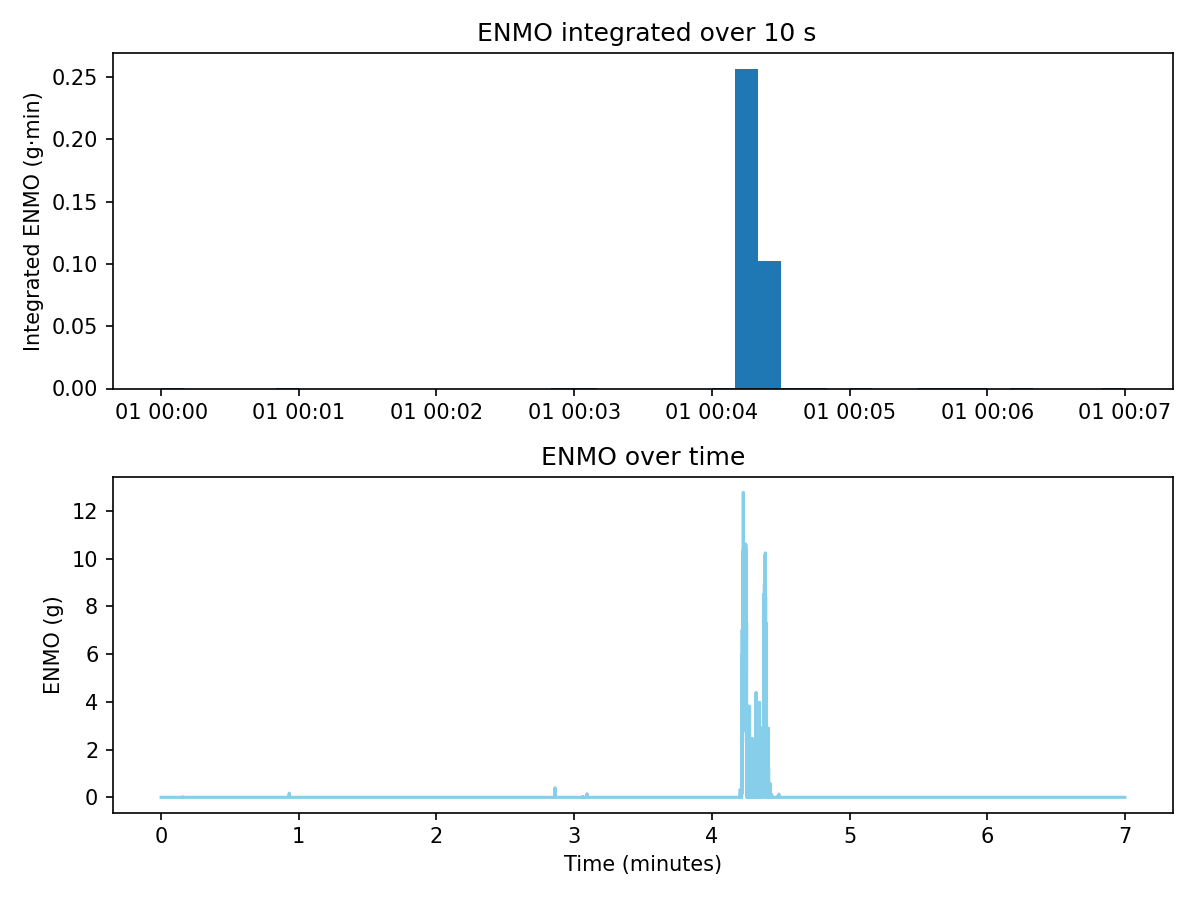 ENMO integrated over 10 s
Integrated ENMO (g·min)
0.25
0.20
0.15
0.10
0.05
0.00
01 00:00 01 00:01 01 00:02 01 00:03 01 00:04 01 00:05 01 00:06 01 00:07
ENMO over time
ENMO (g)
12
10
8
6
4
2
0
0 1 2 3 4 5 6 7
Time (minutes)